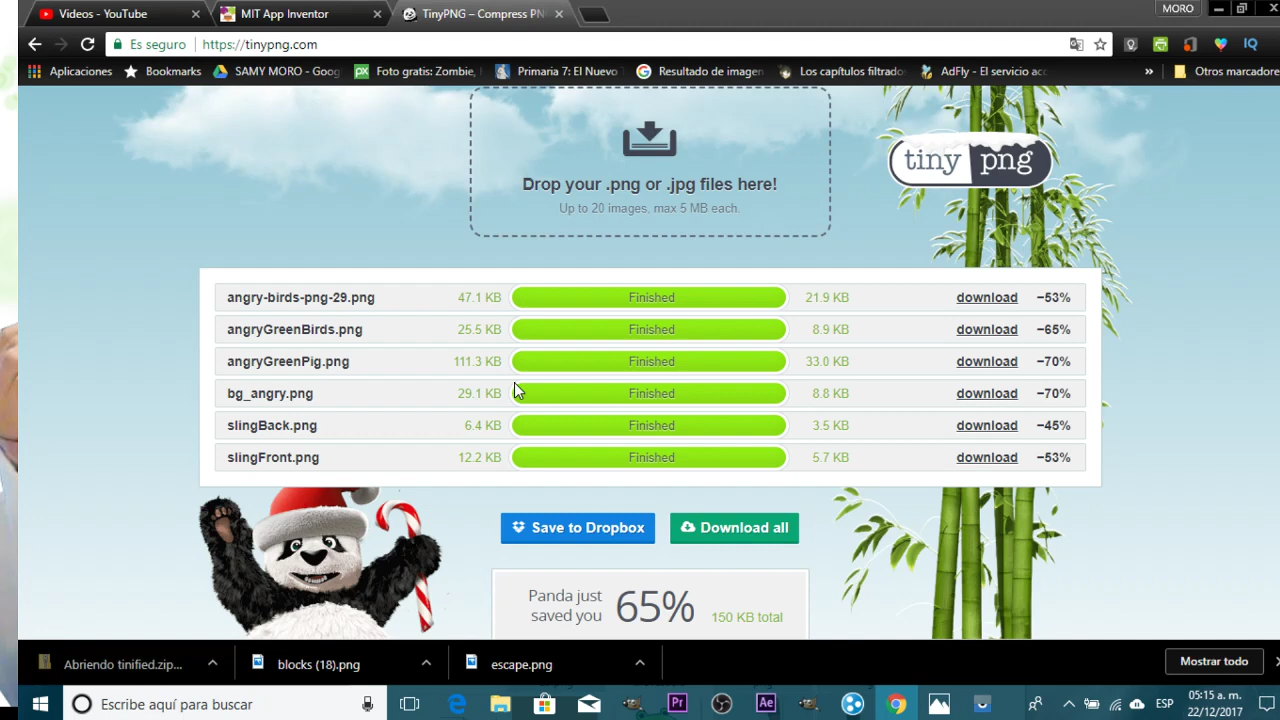 Videos - YouTube
MIT App Inventor
TinyPNG – Compress PN
MORO
Es seguro
https://tinypng.com
IQ
Aplicaciones
Bookmarks
SAMY MORO - Goog
px
Foto gratis: Zombie,
Primaria 7: El Nuevo T
Resultado de imagen
Los capítulos filtrados
AdFly - El servicio acc
»
Otros marcadore
Drop your .png or .jpg files here!
Up to 20 images, max 5 MB each.
tiny png
angry-birds-png-29.png 47.1 KB Finished 21.9 KB download −53%
angryGreenBirds.png 25.5 KB Finished 8.9 KB download −65%
angryGreenPig.png 111.3 KB Finished 33.0 KB download −70%
bg_angry.png 29.1 KB Finished 8.8 KB download −70%
slingBack.png 6.4 KB Finished 3.5 KB download −45%
slingFront.png 12.2 KB Finished 5.7 KB download −53%
Save to Dropbox
Download all
Panda just
saved you
65%
150 KB total
Abriendo tinified.zip...
blocks (18).png
escape.png
Mostrar todo
Escribe aquí para buscar
Pr
Ae
ESP
05:15 a. m.
22/12/2017